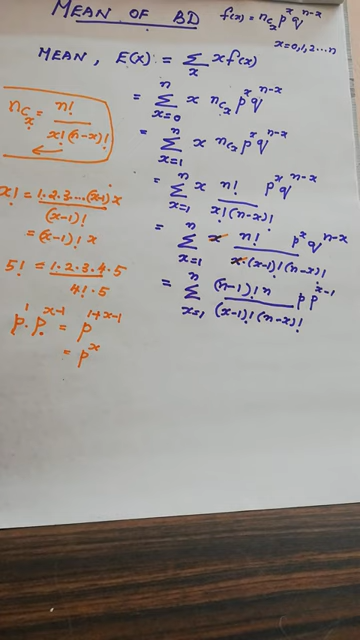 MEAN OF BD f(x) = nCx p^x q^(n-x)
x=0,1,2...n
MEAN, E(X) = Σ_x x f(x)
= Σ_(x=0)^n x nCx p^x q^(n-x)
= Σ_(x=1)^n x nCx p^x q^(n-x)
= Σ_(x=1)^n x n!/(x!(n-x)!) p^x q^(n-x)
= Σ_(x=1)^n x n!/(x·(x-1)!(n-x)!) p^x q^(n-x)
= Σ_(x=1)^n (n-1)! n/((x-1)!(n-x)!) p p^(x-1)
nCx = n!/(x!(n-x)!)
x! = 1.2.3...(x-1)x
(x-1)!
= (x-1)! x
5! = 1.2.3.4.5
4!.5
p^1 . p^(x-1) = p^(1+x-1)
= p^x